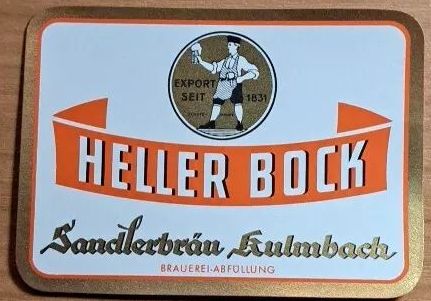 EXPORT
SEIT 1831
HELLER BOCK
Sandlerbräu Kulmbach
BRAUEREI-ABFÜLLUNG